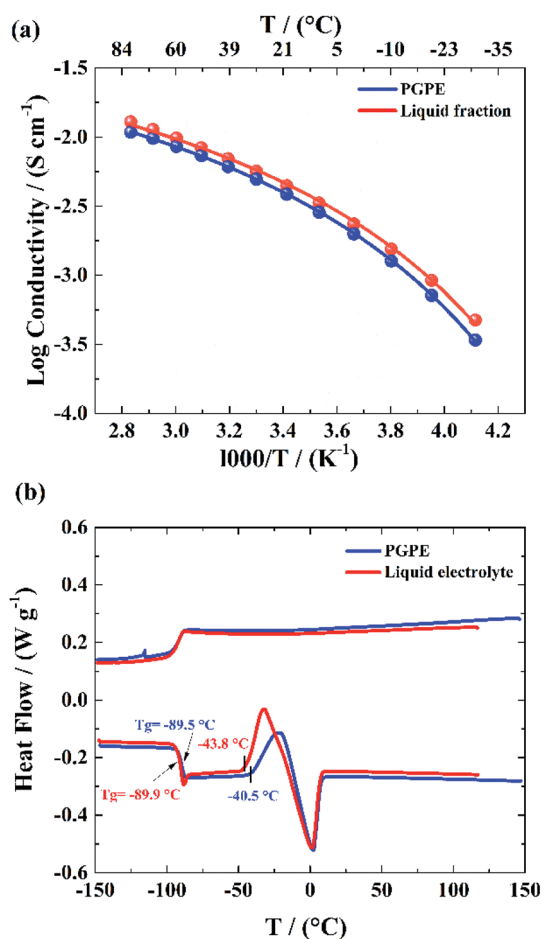 (a)
T / (°C)
84 60 39 21 5 -10 -23 -35
-1.5
PGPE
Liquid fraction
-2.0
-2.5
-3.0
-3.5
-4.0
Log Conductivity / (S cm⁻¹)
2.8 3.0 3.2 3.4 3.6 3.8 4.0 4.2
l000/T / (K⁻¹)
(b)
0.6
PGPE
Liquid electrolyte
0.4
0.2
0.0
Tg= -89.5 °C
-43.8 °C
-0.2
Tg= -89.9 °C
-40.5 °C
-0.4
-0.6
Heat Flow / (W g⁻¹)
-150 -100 -50 0 50 100 150
T / (°C)